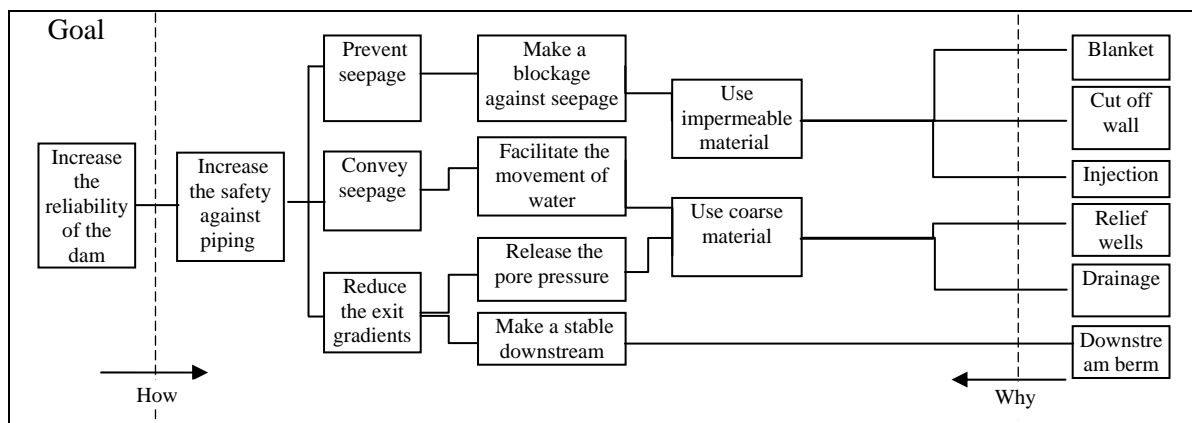 Goal
Increase
the
reliability
of the
dam
Increase
the safety
against
piping
Prevent
seepage
Convey
seepage
Reduce
the exit
gradients
Make a
blockage
against seepage
Facilitate the
movement of
water
Release the
pore pressure
Make a stable
downstream
Use
impermeable
material
Use coarse
material
Blanket
Cut off
wall
Injection
Relief
wells
Drainage
Downstre
am berm
How
Why